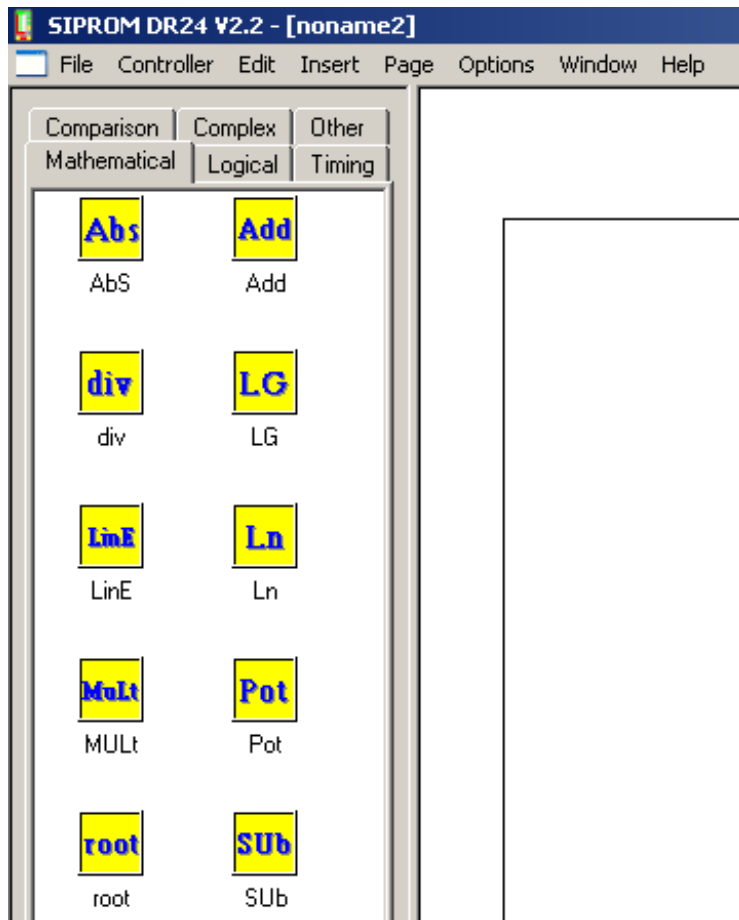 SIPROM DR24 V2.2 - [noname2]
File Controller Edit Insert Page Options Window Help
Comparison Complex Other
Mathematical Logical Timing
Abs Add
AbS Add
div LG
div LG
LinE Ln
LinE Ln
MuLt Pot
MULt Pot
root SUb
root SUb